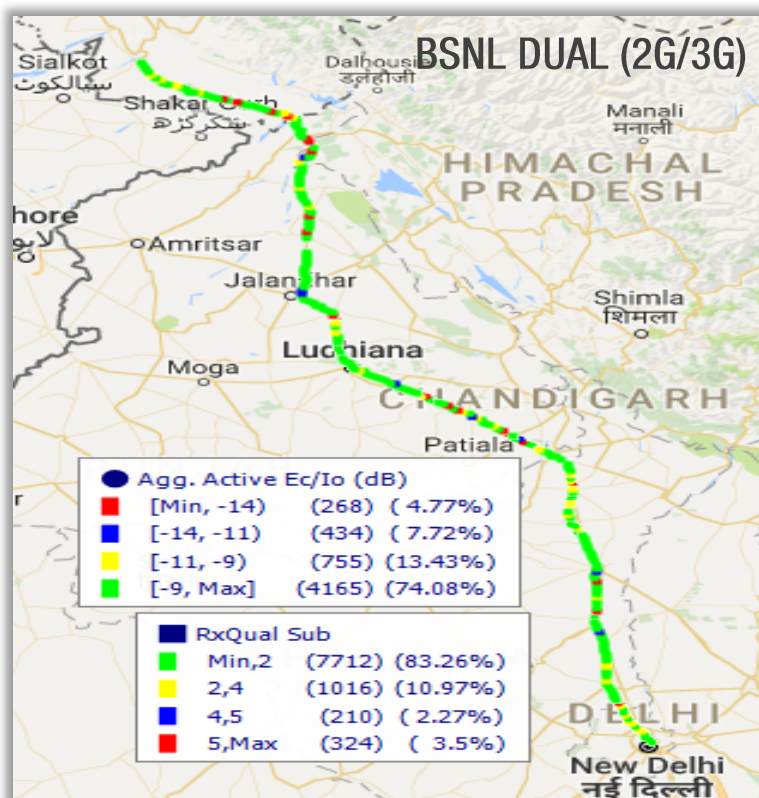 BSNL DUAL (2G/3G)
Sialkot
سیالکوٹ
Dalhousie
डलहौजी
Manali
मनाली
شکرگڑھ
HIMACHAL
PRADESH
hore
لاہو
Amritsar
Jalandhar
Shimla
शिमला
Ludhiana
Moga
CHANDIGARH
Patiala
r
Agg. Active Ec/Io (dB)
[Min, -14) (268) ( 4.77%)
[-14, -11) (434) ( 7.72%)
[-11, -9) (755) (13.43%)
[-9, Max] (4165) (74.08%)
RxQual Sub
Min,2 (7712) (83.26%)
2,4 (1016) (10.97%)
4,5 (210) ( 2.27%)
5,Max (324) ( 3.5%)
DELHI
New Delhi
नई दिल्ली